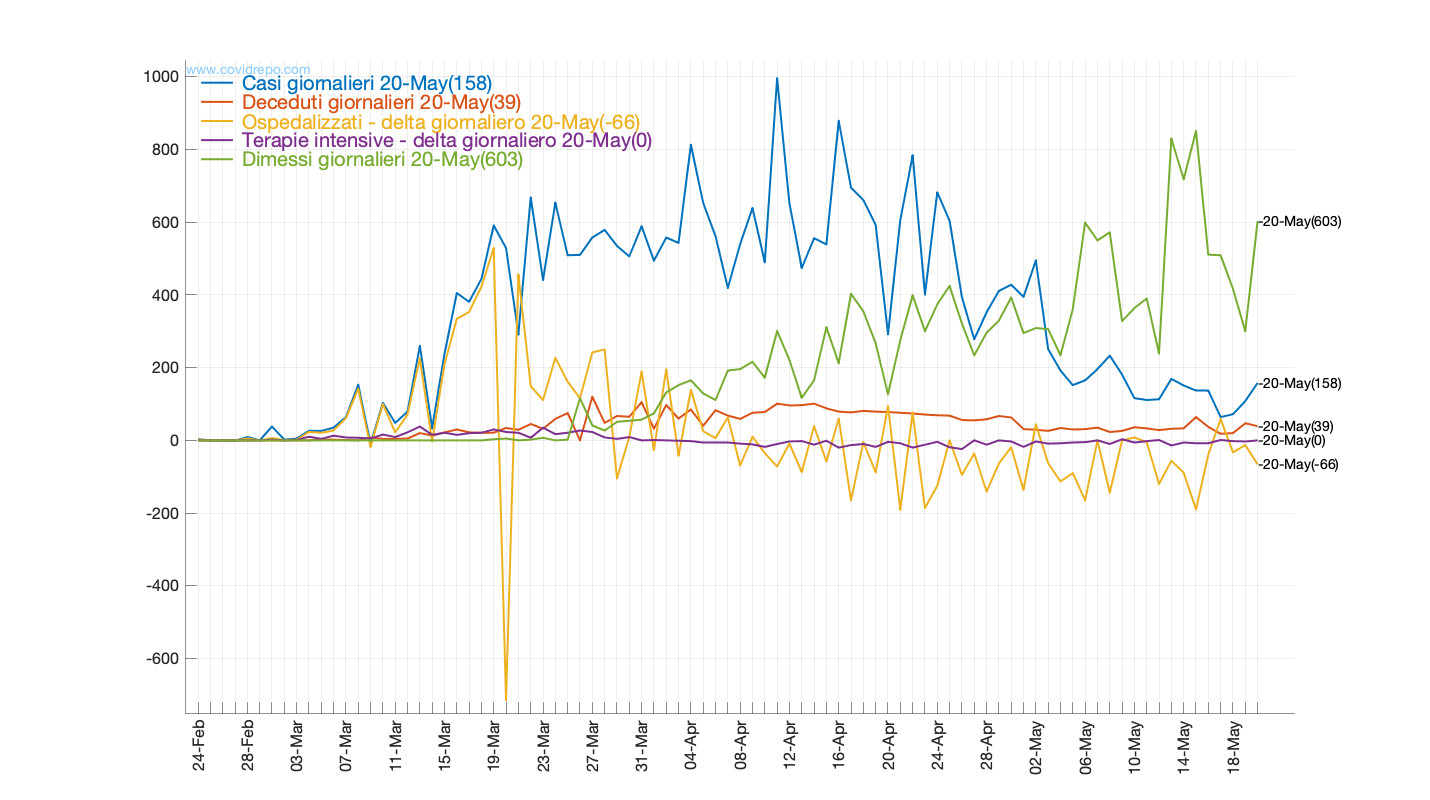 www.covidrepo.com
Casi giornalieri 20-May(158)
Deceduti giornalieri 20-May(39)
Ospedalizzati - delta giornaliero 20-May(-66)
Terapie intensive - delta giornaliero 20-May(0)
Dimessi giornalieri 20-May(603)
1000
800
600
400
200
0
-200
-400
-600
-20-May(603)
-20-May(158)
-20-May(39)
-20-May(0)
-20-May(-66)
24-Feb
28-Feb
03-Mar
07-Mar
11-Mar
15-Mar
19-Mar
23-Mar
27-Mar
31-Mar
04-Apr
08-Apr
12-Apr
16-Apr
20-Apr
24-Apr
28-Apr
02-May
06-May
10-May
14-May
18-May